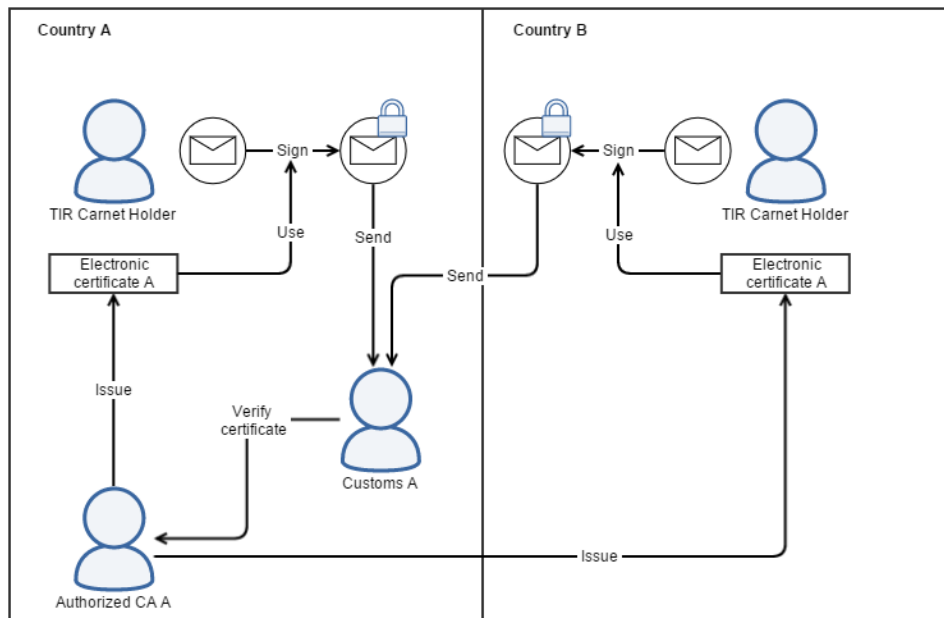 Country A
Country B
Sign
Sign
TIR Carnet Holder
TIR Carnet Holder
Use
Send
Use
Electronic
certificate A
Send
Electronic
certificate A
Issue
Verify
certificate
Customs A
Issue
Authorized CA A